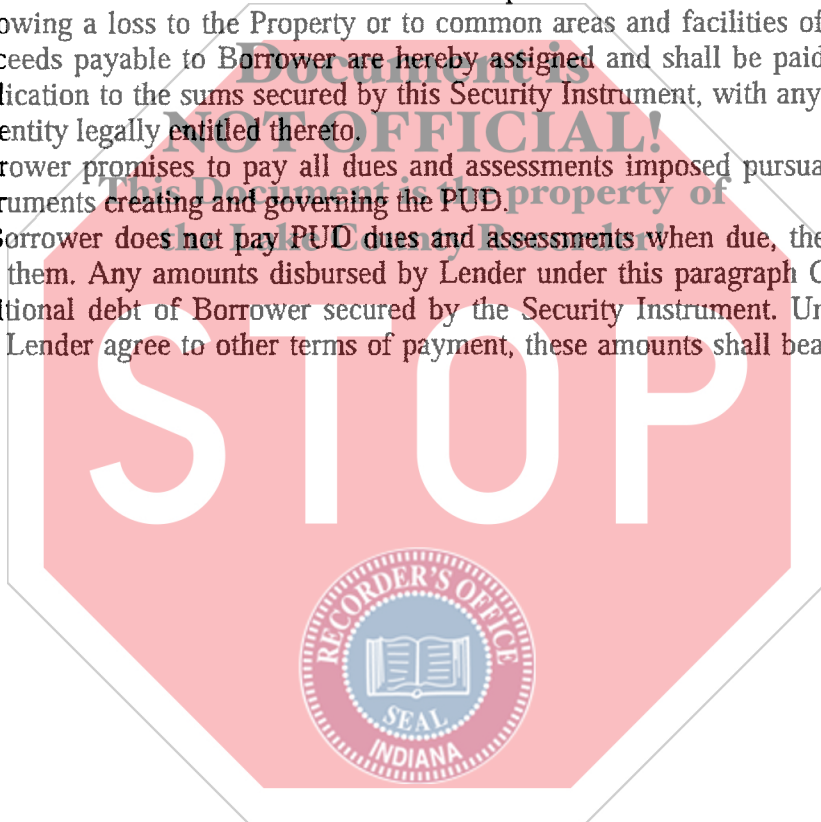 owing a loss to the Property or to common areas and facilities of
ceeds payable to Borrower are hereby assigned and shall be paid
Document is
lication to the sums secured by this Security Instrument, with any
entity legally entitled thereto.
NOT OFFICIAL!
rower promises to pay all dues and assessments imposed pursua
This Document is the property of
ruments creating and governing the PUD.
the Lake County Recorder!
Borrower does not pay PUD dues and assessments when due, the
them. Any amounts disbursed by Lender under this paragraph C
itional debt of Borrower secured by the Security Instrument. Un
Lender agree to other terms of payment, these amounts shall bea
STOP
RECORDER'S OFFICE
SEAL
INDIANA